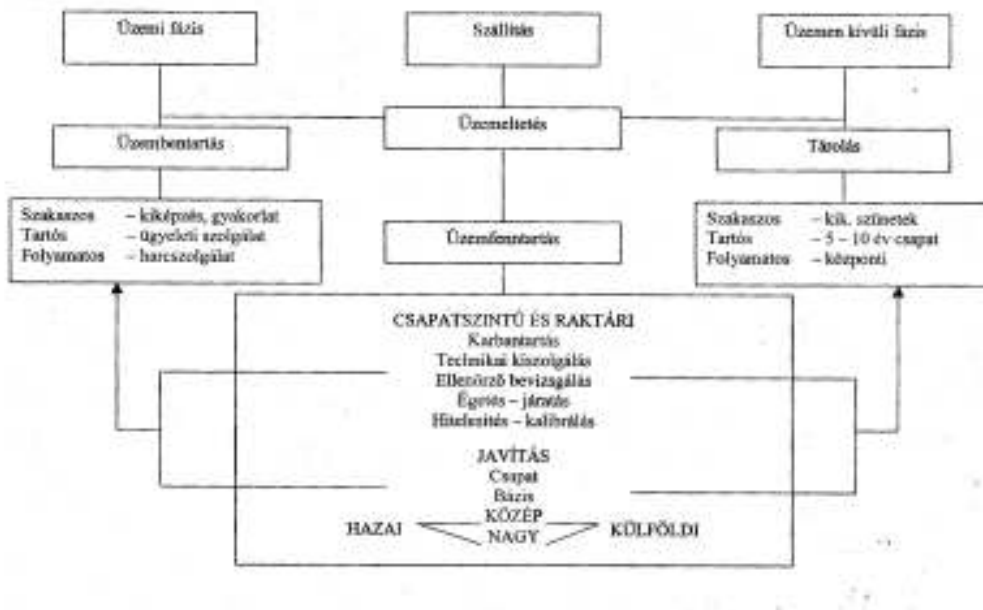 Üzemi fázis
Szállítás
Üzemen kívüli fázis
Üzemeltetés
Üzembentartás
Tárolás
Szakaszos – kiképzés, gyakorlat
Tartós – ügyeleti szolgálat
Folyamatos – harcszolgálat
Üzemfenntartás
Szakaszos – kik. szünetek
Tartós – 5 – 10 év csapat
Folyamatos – központi
CSAPATSZINTŰ ÉS RAKTÁRI
Karbantartás
Technikai kiszolgálás
Ellenőrző bevizsgálás
Égetés – járatás
Hitelesítés – kalibrálás
JAVÍTÁS
Csapat
Bázis
KÖZÉP
HAZAI KÜLFÖLDI
NAGY